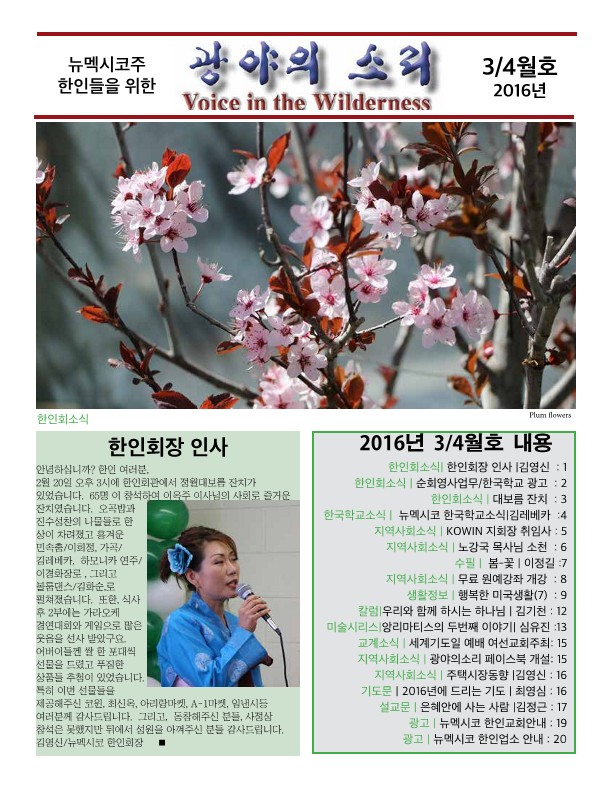 뉴멕시코주
한인들을 위한
광야의 소리
Voice in the Wilderness
3/4월호
2016년
한인회소식
Plum flowers
한인회장 인사
안녕하십니까? 한인 여러분,
2월 20일 오후 3시에 한인회관에서 정월대보름 잔치가
있었습니다. 65명 이 참석하여 이옥주 이사님의 사회로 즐거운
잔치였습니다. 오곡밥과
진수성찬의 나물들로 한
상이 차려졌고 흥겨운
민속춤/이희정, 가곡/
김레베카, 하모니카 연주/
이경화장로 , 그리고
볼룸댄스/김화순,로
펼쳐졌습니다. 또한, 식사
후 2부에는 가라오케
경연대회와 게임으로 많은
웃음을 선사 받았구요.
어버이들껜 쌀 한 포대씩
선물을 드렸고 푸짐한
상품들 추첨이 있었습니다.
특히 이번 선물들을
제공해주신 코원, 최신옥, 아리랑마켓, A-1마켓, 임낸시등
여러분께 감사드립니다. 그리고, 동참해주신 분들, 사정상
참석은 못했지만 뒤에서 성원을 아껴주신 분들 감사드립니다.
김영신/뉴멕시코 한인회장 ■
2016년 3/4월호 내용
한인회소식| 한인회장 인사 |김영신 : 1
한인회소식 | 순회영사업무/한국학교 광고 : 2
한인회소식 | 대보름 잔치 : 3
한국학교소식 | 뉴멕시코 한국학교소식|김레베카 :4
지역사회소식 | KOWIN 지회장 취임사 : 5
지역사회소식 | 노강국 목사님 소천 : 6
수필 | 봄-꽃 | 이정길 :7
지역사회소식 | 무료 원예강좌 개강 : 8
생활정보 | 행복한 미국생활(7) : 9
칼럼|우리와 함께 하시는 하나님 | 김기천 : 12
미술시리스|앙리마티스의 두번째 이야기| 심유진 :13
교계소식 | 세계기도일 예배 여선교회주최: 15
지역사회소식 | 광야의소리 페이스북 개설: 15
지역사회소식 | 주택시장동향 |김영신 : 16
기도문 | 2016년에 드리는 기도 | 최영심 : 16
설교문 | 은혜안에 사는 사람 |김정근 : 17
광고 | 뉴멕시코 한인교회안내 : 19
광고 | 뉴멕시코 한인업소 안내 : 20